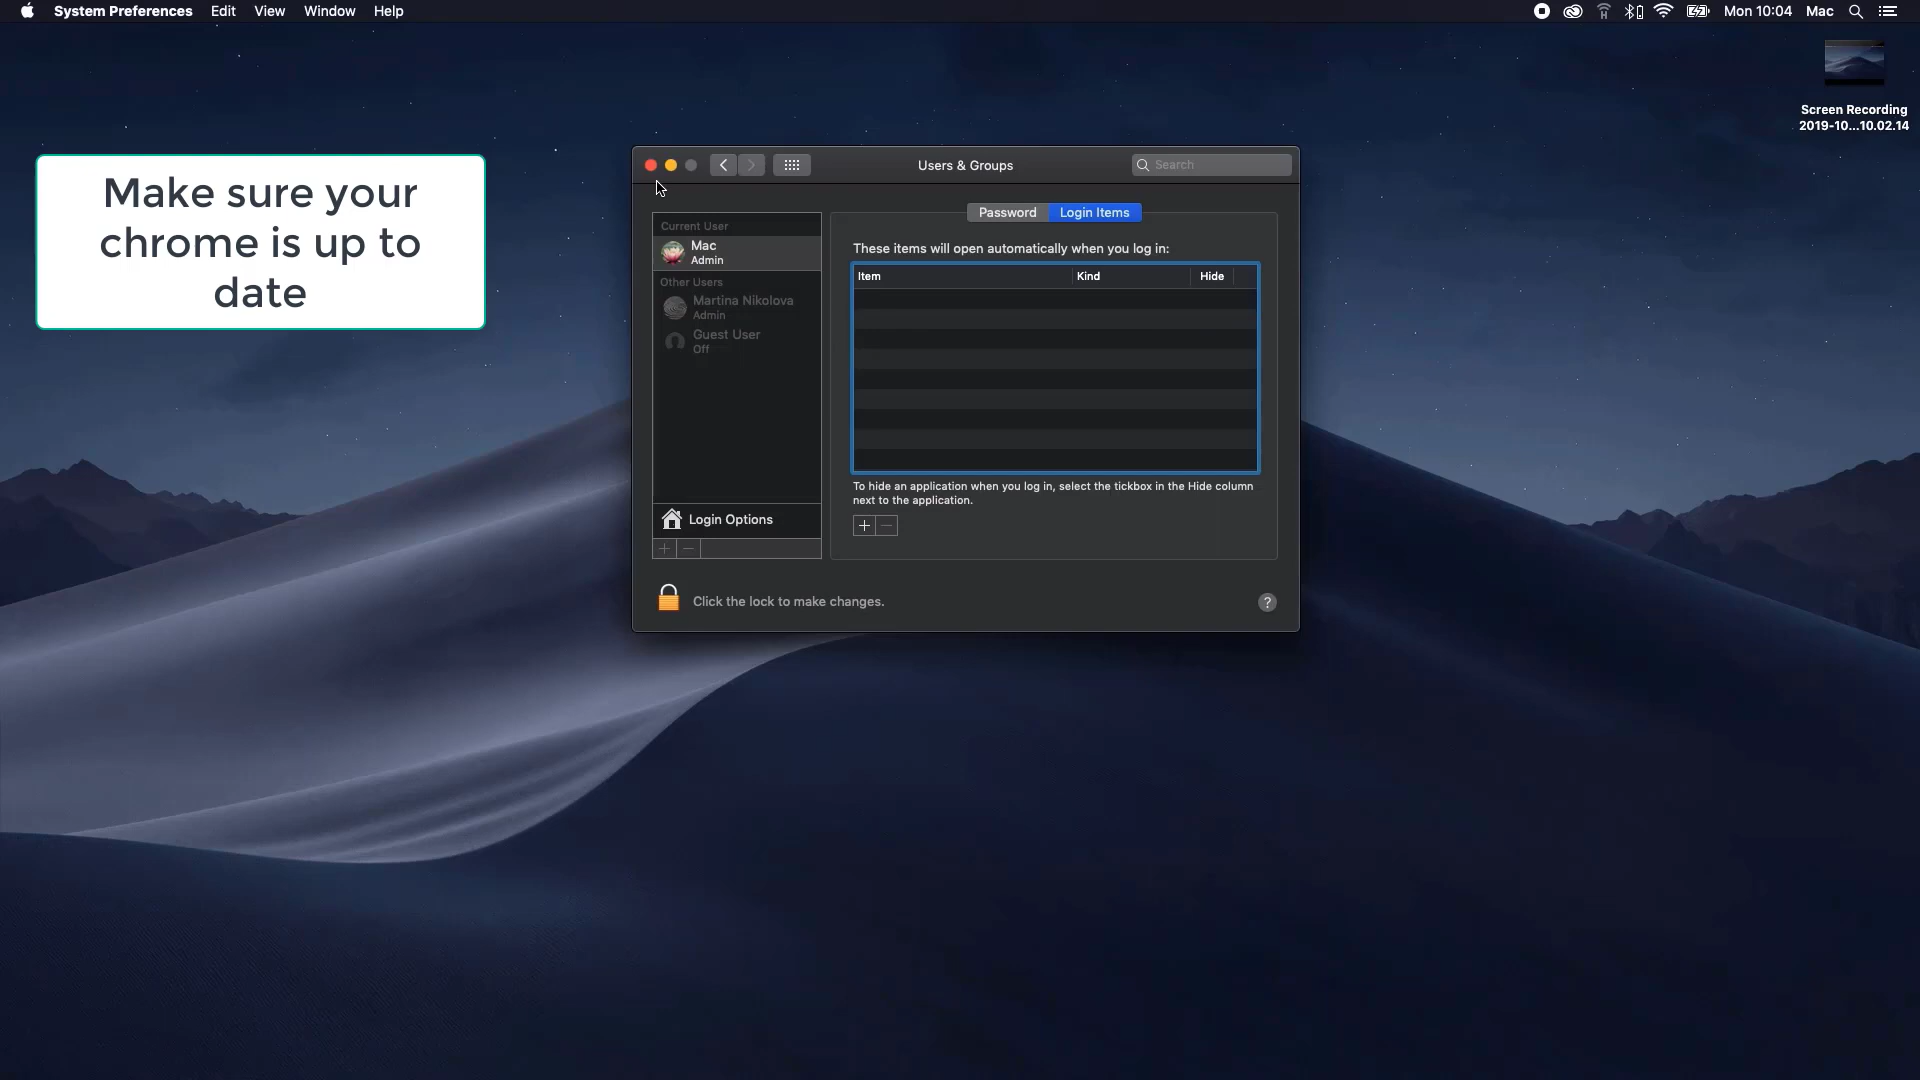 System Preferences Edit View Window Help
Mon 10:04 Mac
Screen Recording
2019-10...10.02.14
Make sure your
chrome is up to
date
Users & Groups
Search
Password Login Items
Current User
Mac
Admin
Other Users
Martina Nikolova
Admin
Guest User
Off
Login Options
These items will open automatically when you log in:
Item Kind Hide
To hide an application when you log in, select the tickbox in the Hide column
next to the application.
Click the lock to make changes.
?